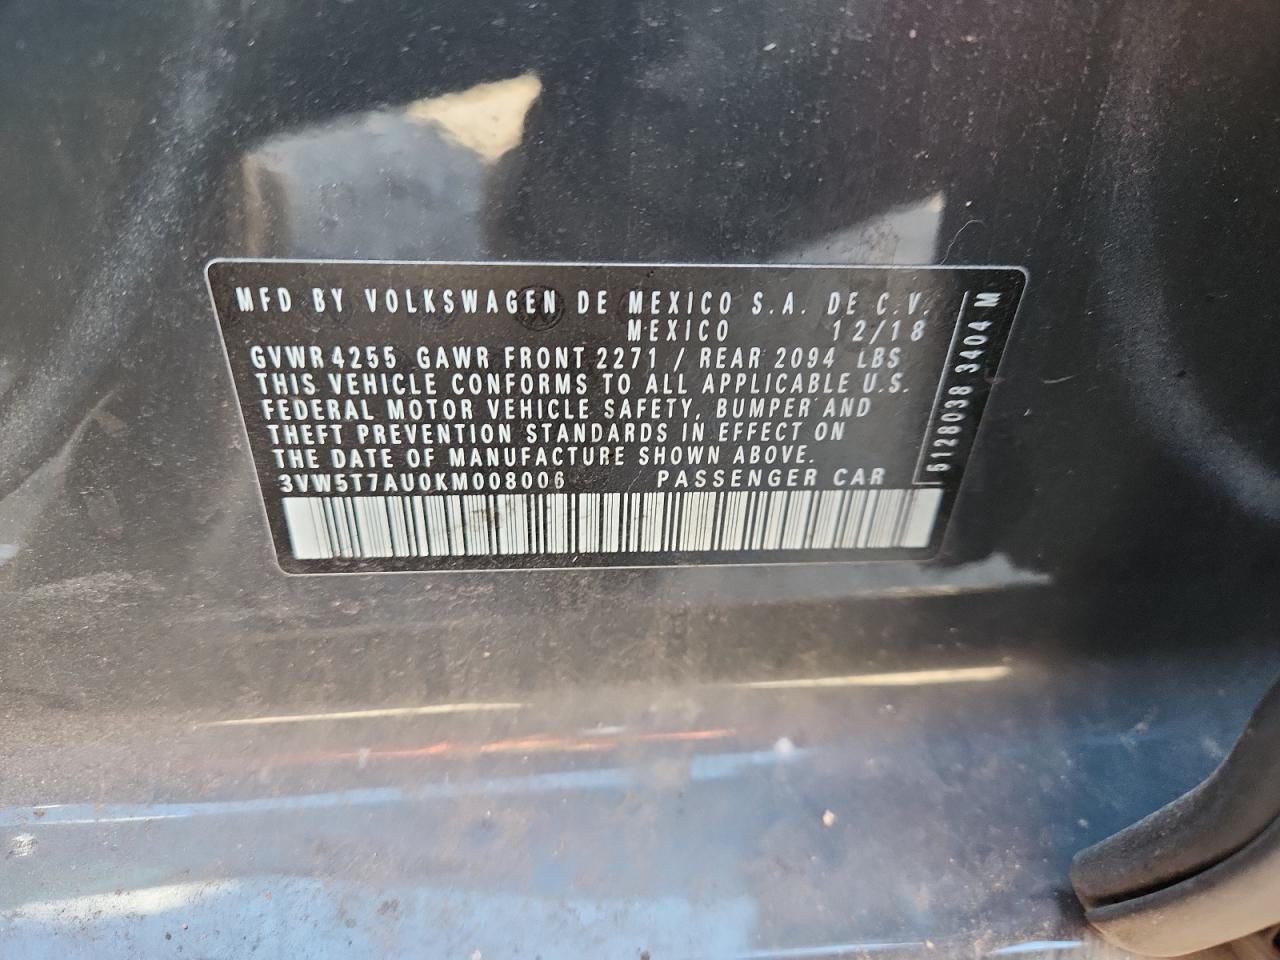 MFD BY VOLKSWAGEN DE MEXICO S.A. DE C.V.
MEXICO 12/18
GVWR 4255 GAWR FRONT 2271 / REAR 2094 LBS
THIS VEHICLE CONFORMS TO ALL APPLICABLE U.S.
FEDERAL MOTOR VEHICLE SAFETY, BUMPER AND
THEFT PREVENTION STANDARDS IN EFFECT ON
THE DATE OF MANUFACTURE SHOWN ABOVE.
3VW5T7AU0KM008006 PASSENGER CAR
5128038 3404 M